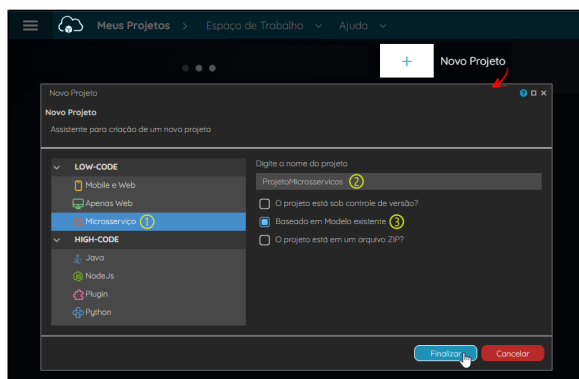 Meus Projetos > Espaço de Trabalho Ajuda
+ Novo Projeto
Novo Projeto
Novo Projeto
Assistente para criação de um novo projeto
LOW-CODE
Mobile e Web
Apenas Web
Microsserviço 1
HIGH-CODE
Java
NodeJs
Plugin
Python
Digite o nome do projeto
ProjetoMicrosservicos 2
O projeto está sob controle de versão?
Baseado em Modelo existente 3
O projeto está em um arquivo ZIP?
Finalizar Cancelar